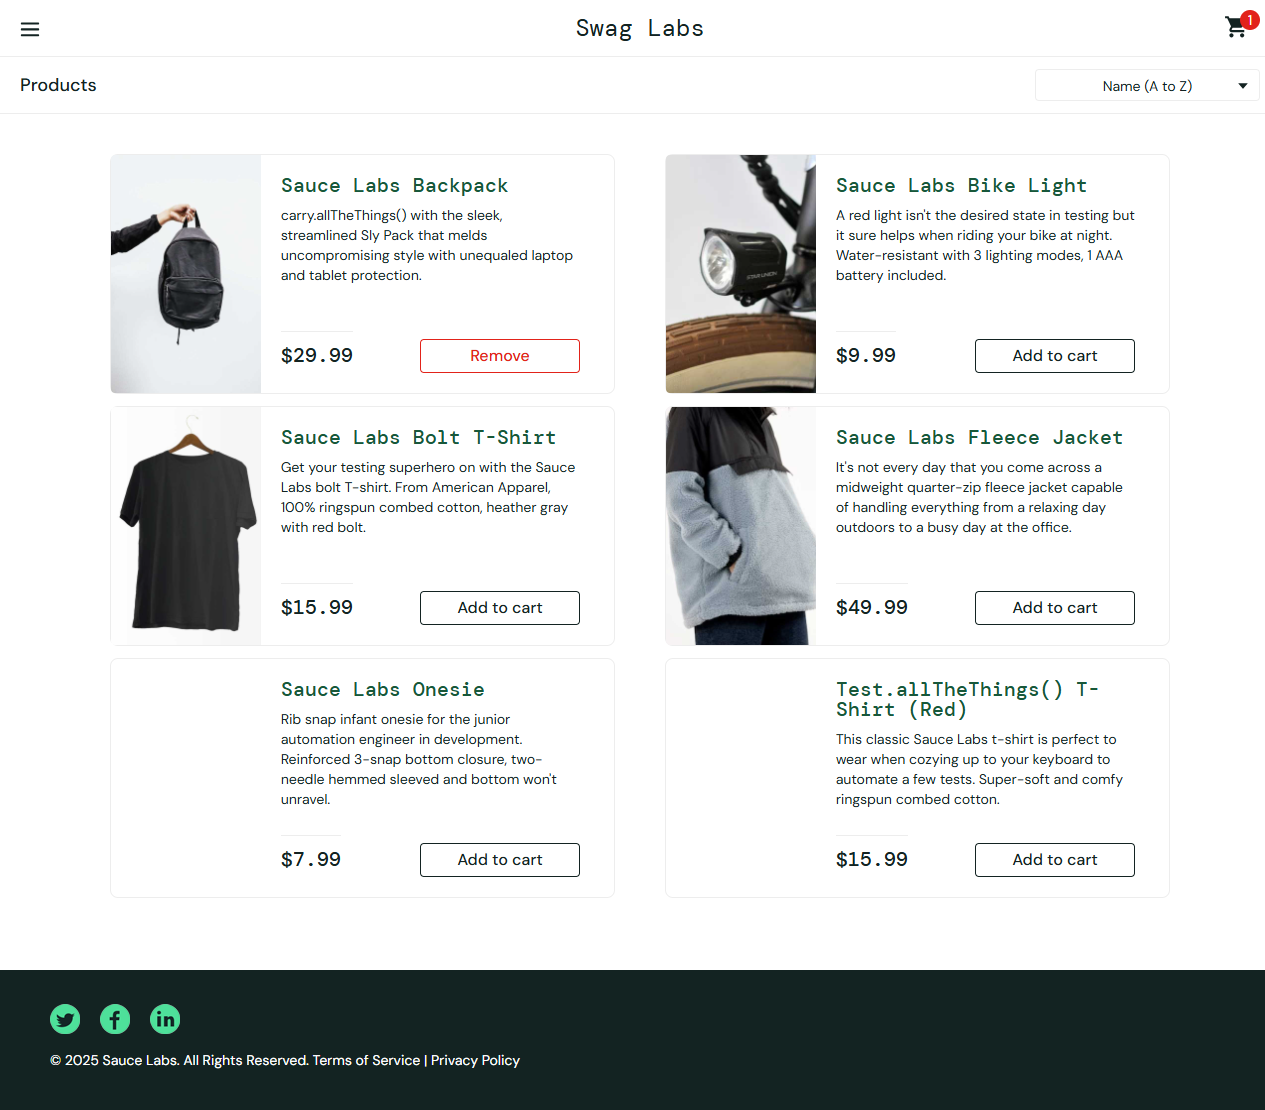 Swag Labs
1
Products
Name (A to Z)
Sauce Labs Backpack
carry.allTheThings() with the sleek,
streamlined Sly Pack that melds
uncompromising style with unequaled laptop
and tablet protection.
$29.99
Remove
Sauce Labs Bike Light
A red light isn't the desired state in testing but
it sure helps when riding your bike at night.
Water-resistant with 3 lighting modes, 1 AAA
battery included.
$9.99
Add to cart
Sauce Labs Bolt T-Shirt
Get your testing superhero on with the Sauce
Labs bolt T-shirt. From American Apparel,
100% ringspun combed cotton, heather gray
with red bolt.
$15.99
Add to cart
Sauce Labs Fleece Jacket
It's not every day that you come across a
midweight quarter-zip fleece jacket capable
of handling everything from a relaxing day
outdoors to a busy day at the office.
$49.99
Add to cart
Sauce Labs Onesie
Rib snap infant onesie for the junior
automation engineer in development.
Reinforced 3-snap bottom closure, two-
needle hemmed sleeved and bottom won't
unravel.
$7.99
Add to cart
Test.allTheThings() T-
Shirt (Red)
This classic Sauce Labs t-shirt is perfect to
wear when cozying up to your keyboard to
automate a few tests. Super-soft and comfy
ringspun combed cotton.
$15.99
Add to cart
© 2025 Sauce Labs. All Rights Reserved. Terms of Service | Privacy Policy